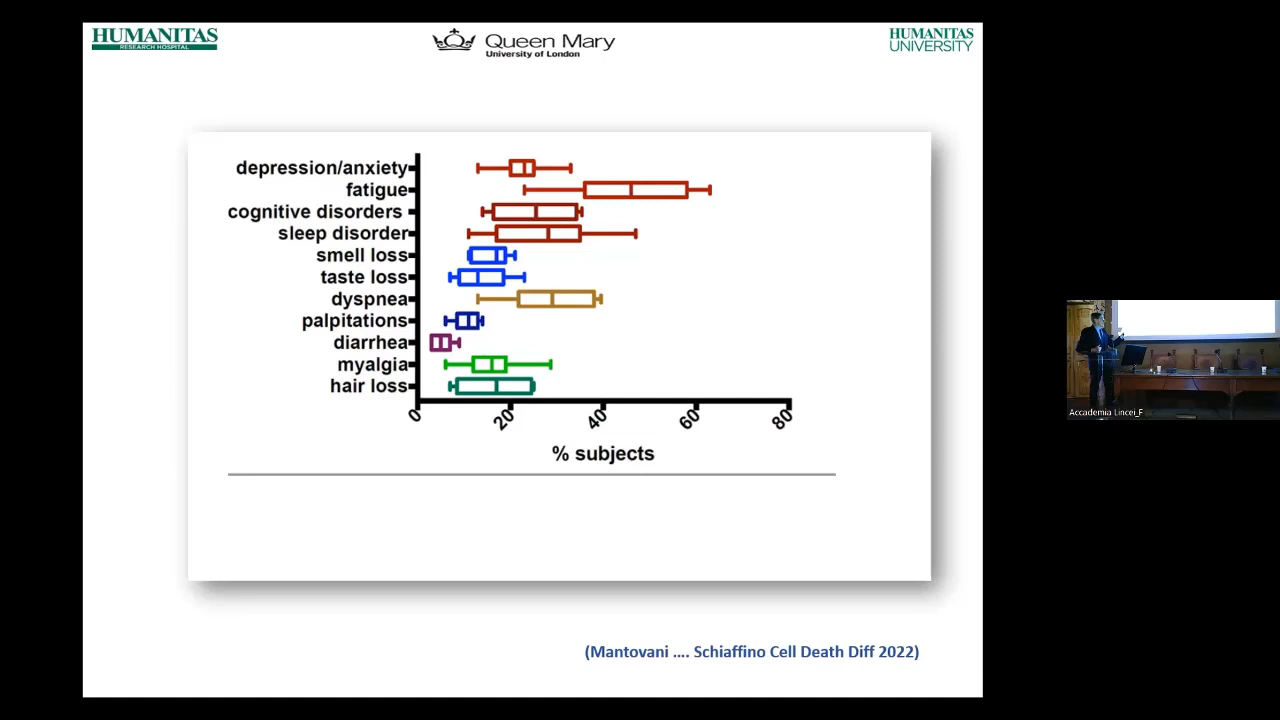 HUMANITAS
RESEARCH HOSPITAL
Queen Mary
University of London
HUMANITAS
UNIVERSITY
depression/anxiety
fatigue
cognitive disorders
sleep disorder
smell loss
taste loss
dyspnea
palpitations
diarrhea
myalgia
hair loss
0 20 40 60 80
% subjects
Accademia Lincei_F
(Mantovani .... Schiaffino Cell Death Diff 2022)